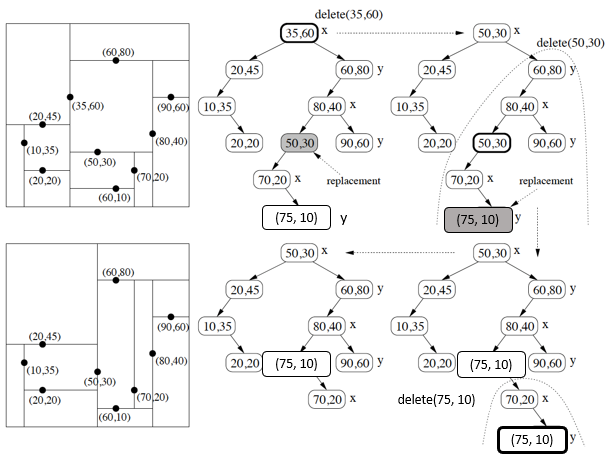 delete(35,60)
(60,80)
(35,60)
(90,60)
(20,45)
(80,40)
(10,35)
(50,30)
(70,20)
(20,20)
(60,10)
35,60 x
20,45 60,80 y
10,35 80,40 x
20,20 50,30 90,60 y
70,20 x
replacement
(75, 10) y
50,30 x
delete(50,30)
20,45 60,80 y
10,35 80,40 x
20,20 50,30 90,60 y
70,20 x
replacement
(75, 10) y
(60,80)
(90,60)
(20,45)
(80,40)
(10,35)
(50,30)
(70,20)
(20,20)
(60,10)
50,30 x
20,45 60,80 y
10,35 80,40 x
20,20 (75, 10) 90,60 y
70,20 x
50,30 x
20,45 60,80 y
10,35 80,40 x
20,20 (75, 10) 90,60 y
delete(75, 10)
70,20 x
(75, 10) y